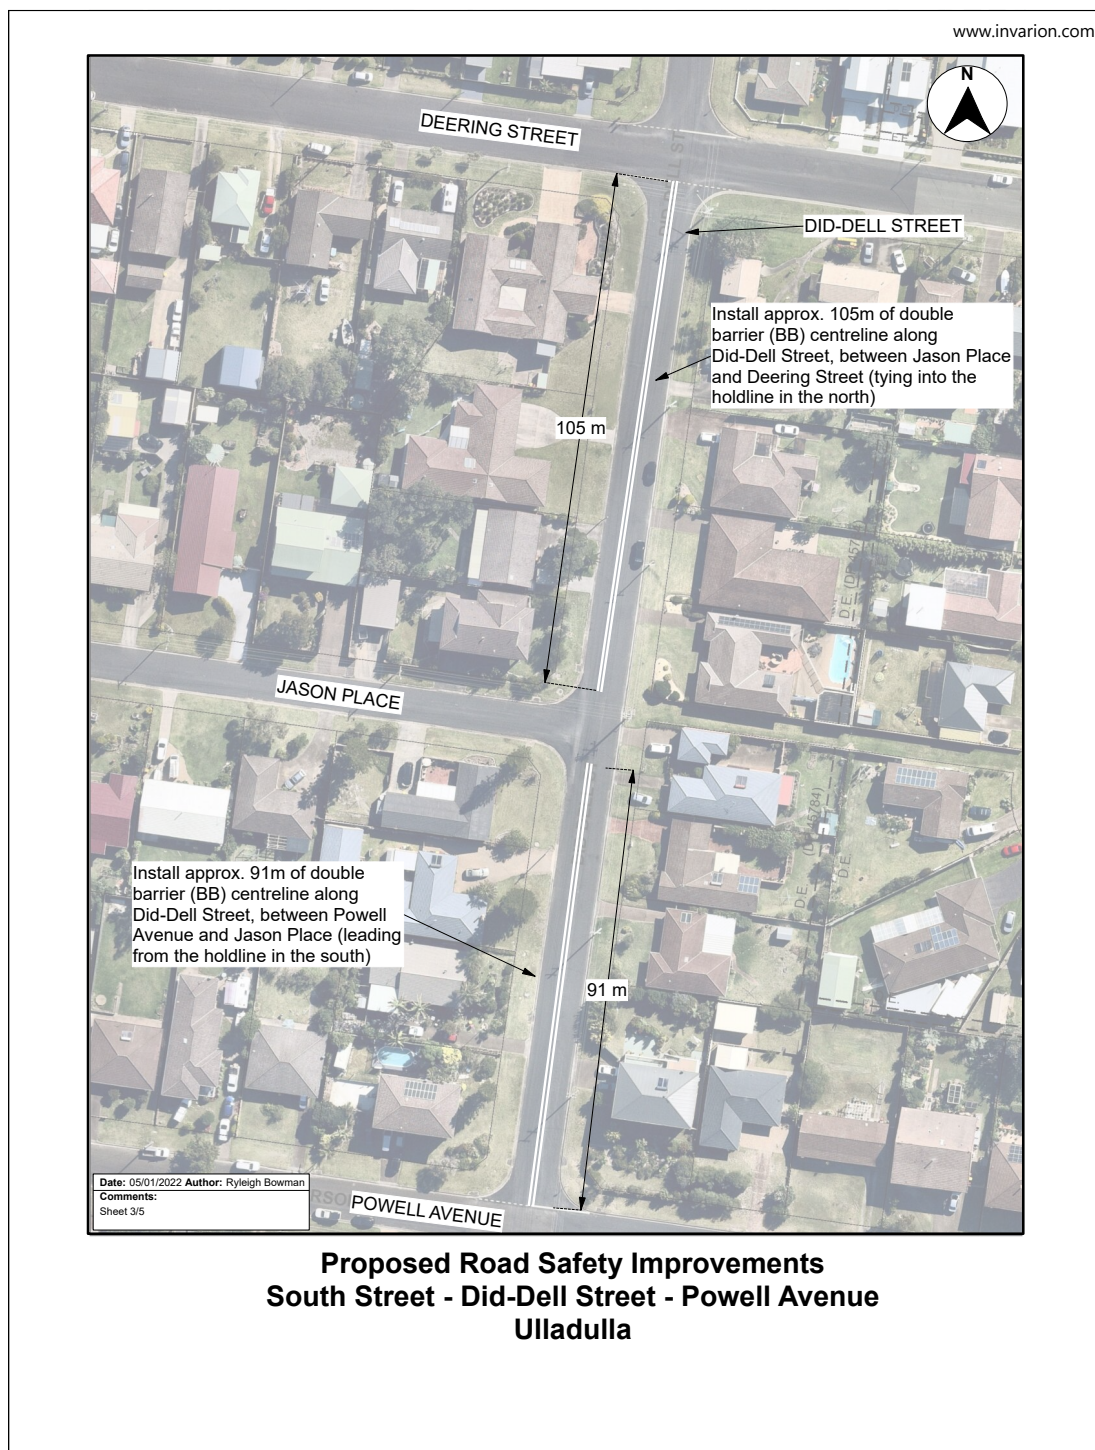 www.invarion.com
N
DEERING STREET
DID-DELL STREET
Install approx. 105m of double
barrier (BB) centreline along
Did-Dell Street, between Jason Place
and Deering Street (tying into the
holdline in the north)
105 m
JASON PLACE
Install approx. 91m of double
barrier (BB) centreline along
Did-Dell Street, between Powell
Avenue and Jason Place (leading
from the holdline in the south)
91 m
D.E.
D.E.
Date: 05/01/2022 Author: Ryleigh Bowman
Comments:
Sheet 3/5
POWELL AVENUE
Proposed Road Safety Improvements
South Street - Did-Dell Street - Powell Avenue
Ulladulla